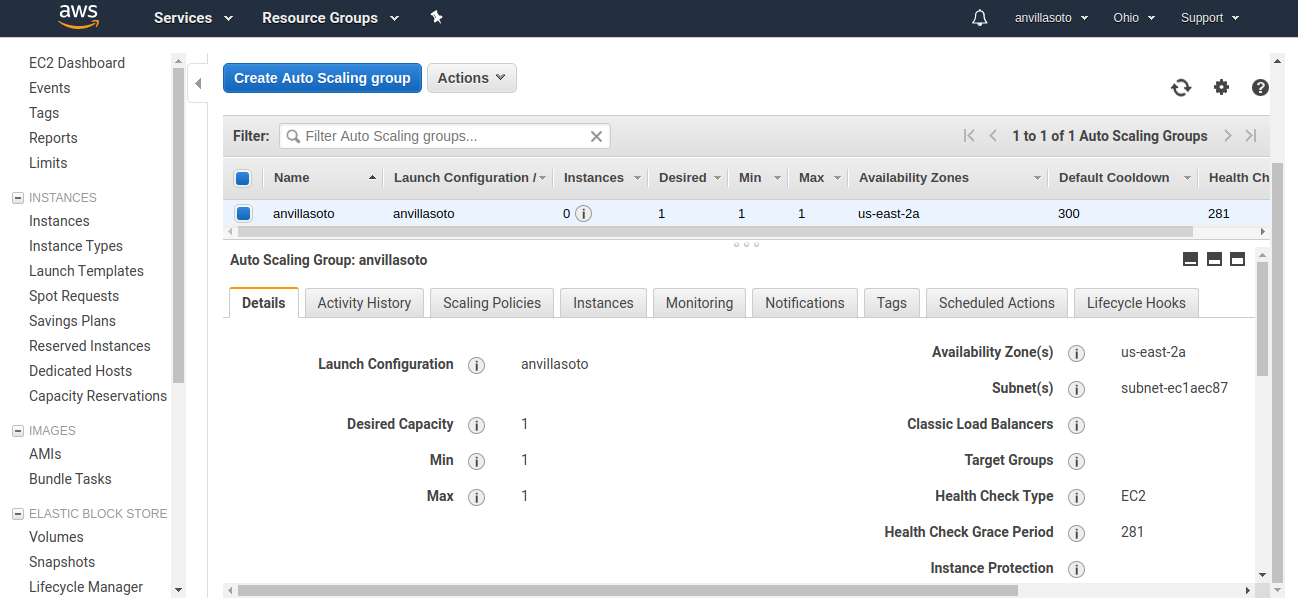 aws
Services
Resource Groups
anvillasoto
Ohio
Support
EC2 Dashboard
Events
Tags
Reports
Limits
INSTANCES
Instances
Instance Types
Launch Templates
Spot Requests
Savings Plans
Reserved Instances
Dedicated Hosts
Capacity Reservations
IMAGES
AMIs
Bundle Tasks
ELASTIC BLOCK STORE
Volumes
Snapshots
Lifecycle Manager
Create Auto Scaling group Actions
Filter: Filter Auto Scaling groups... 1 to 1 of 1 Auto Scaling Groups
Name Launch Configuration / Instances Desired Min Max Availability Zones Default Cooldown Health Ch
anvillasoto anvillasoto 0 1 1 1 us-east-2a 300 281
Auto Scaling Group: anvillasoto
Details Activity History Scaling Policies Instances Monitoring Notifications Tags Scheduled Actions Lifecycle Hooks
Launch Configuration anvillasoto
Desired Capacity 1
Min 1
Max 1
Availability Zone(s) us-east-2a
Subnet(s) subnet-ec1aec87
Classic Load Balancers
Target Groups
Health Check Type EC2
Health Check Grace Period 281
Instance Protection